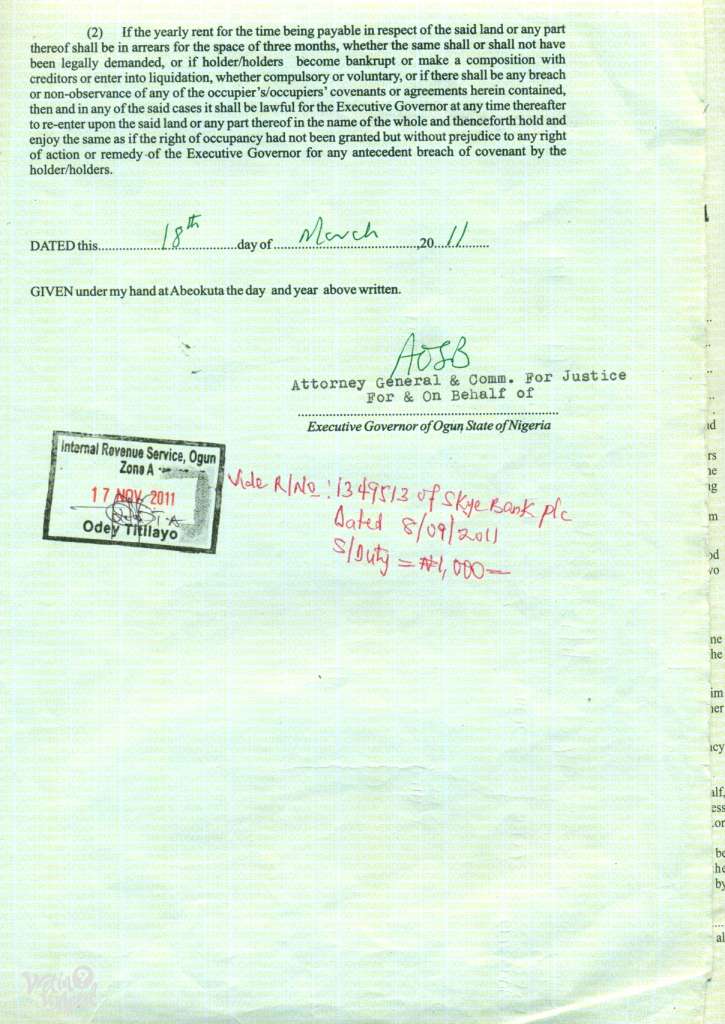 (2) If the yearly rent for the time being payable in respect of the said land or any part
thereof shall be in arrears for the space of three months, whether the same shall or shall not have
been legally demanded, or if holder/holders become bankrupt or make a composition with
creditors or enter into liquidation, whether compulsory or voluntary, or if there shall be any breach
or non-observance of any of the occupier's/occupiers' covenants or agreements herein contained,
then and in any of the said cases it shall be lawful for the Executive Governor at any time thereafter
to re-enter upon the said land or any part thereof in the name of the whole and thenceforth hold and
enjoy the same as if the right of occupancy had not been granted but without prejudice to any right
of action or remedy of the Executive Governor for any antecedent breach of covenant by the
holder/holders.
DATED this 18th day of March ,20 11
GIVEN under my hand at Abeokuta the day and year above written.
AOSB
Attorney General & Comm. For Justice
For & On Behalf of
Executive Governor of Ogun State of Nigeria
Internal Revenue Service, Ogun
Zone A
17 NOV 2011
Odey Titilayo
Vide R/No: 1349513 of Skye Bank plc
Dated 8/09/2011
S/Duty = ₦1,000